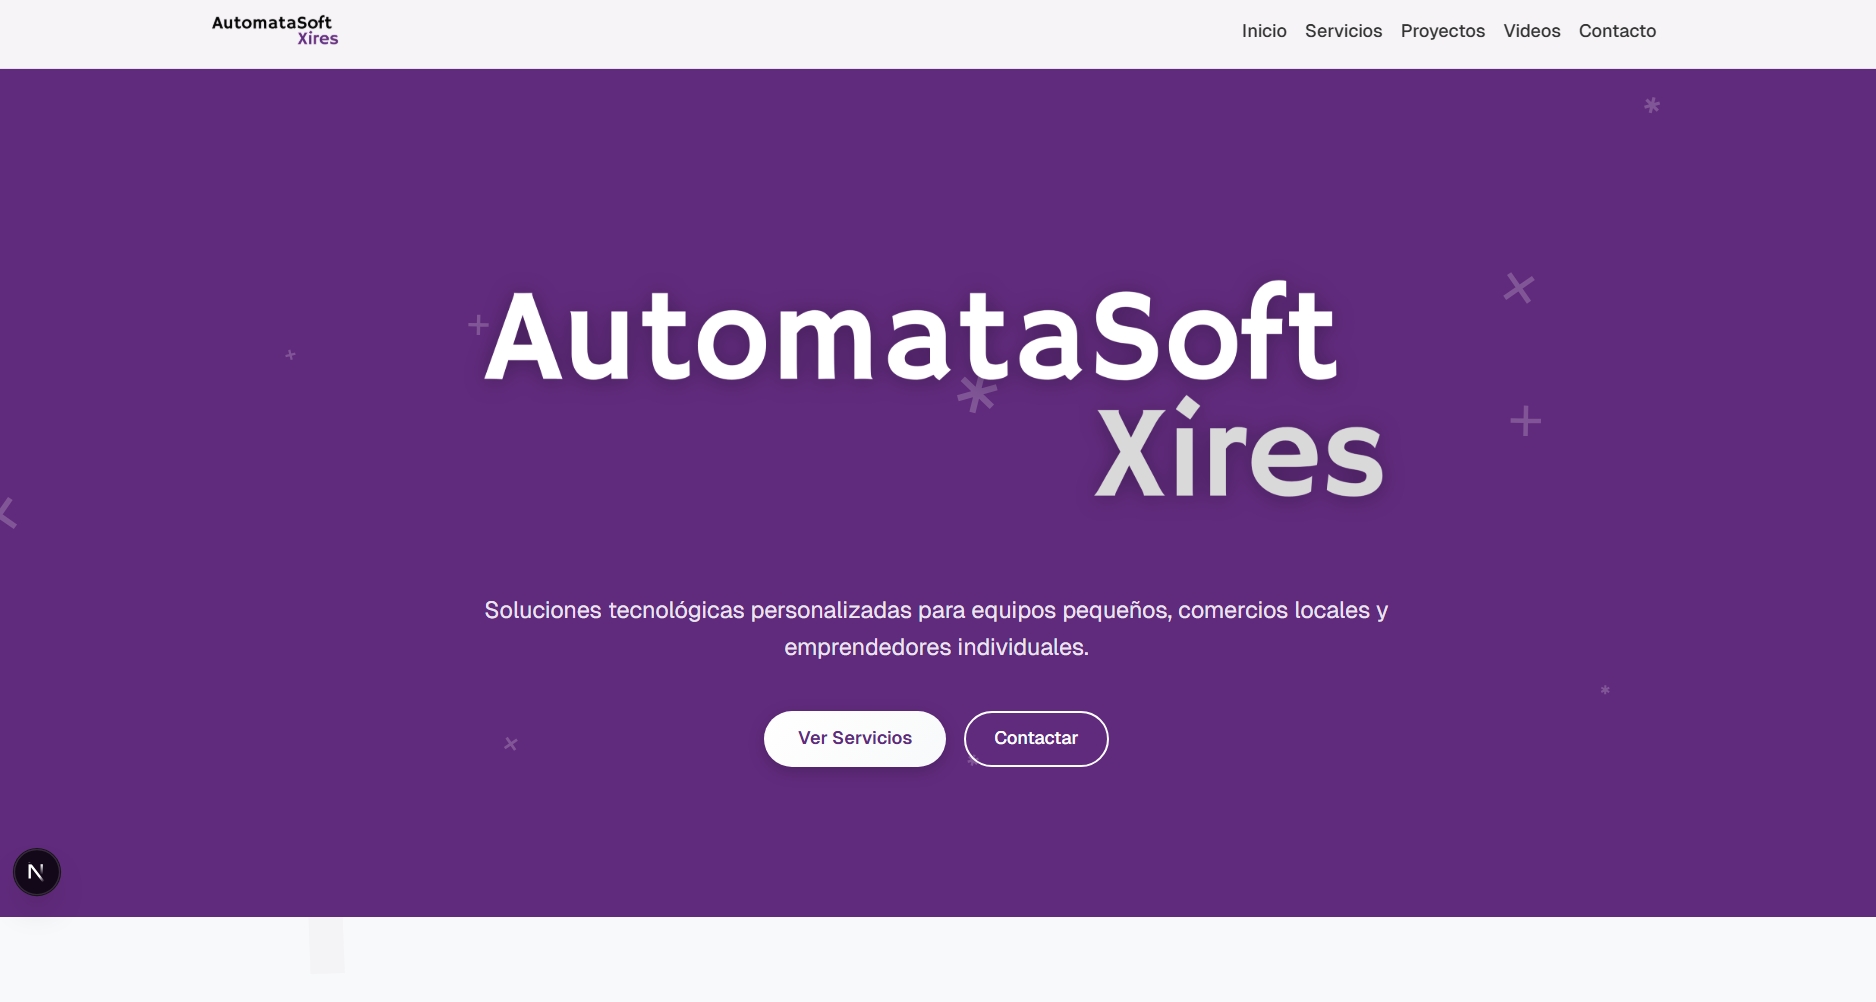 AutomataSoft
Xires
Inicio Servicios Proyectos Videos Contacto
AutomataSoft
Xires
Soluciones tecnológicas personalizadas para equipos pequeños, comercios locales y
emprendedores individuales.
Ver Servicios Contactar
N